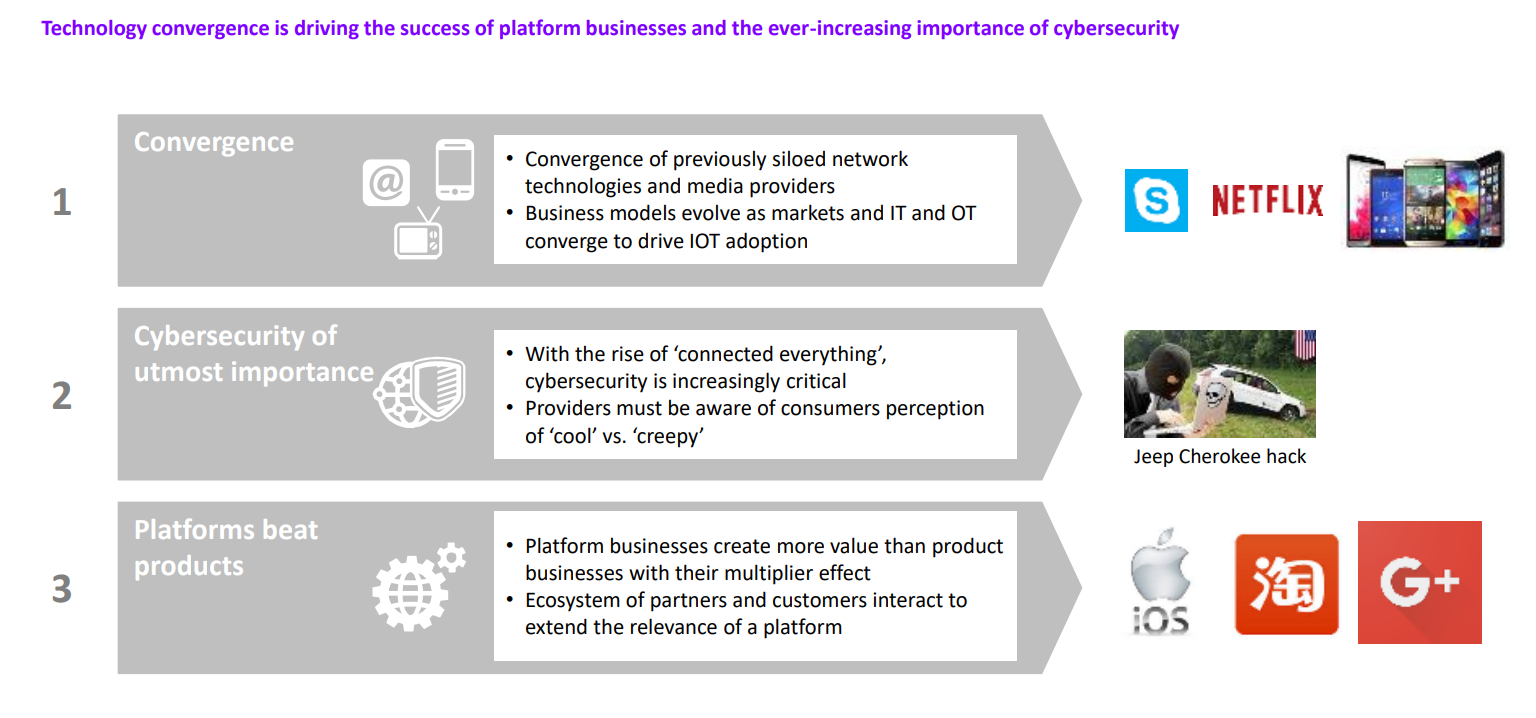 Technology convergence is driving the success of platform businesses and the ever-increasing importance of cybersecurity
1
Convergence
@
• Convergence of previously siloed network
technologies and media providers
• Business models evolve as markets and IT and OT
converge to drive IOT adoption
S
NETFLIX
2
Cybersecurity of
utmost importance
• With the rise of ‘connected everything’,
cybersecurity is increasingly critical
• Providers must be aware of consumers perception
of ‘cool’ vs. ‘creepy’
Jeep Cherokee hack
3
Platforms beat
products
• Platform businesses create more value than product
businesses with their multiplier effect
• Ecosystem of partners and customers interact to
extend the relevance of a platform
iOS
淘
G+